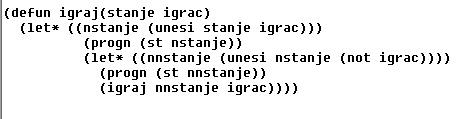 (defun igraj(stanje igrac)
(let* ((nstanje (unesi stanje igrac)))
(progn (st nstanje))
(let* ((nnstanje (unesi nstanje (not igrac))))
(progn (st nnstanje))
(igraj nnstanje igrac))))